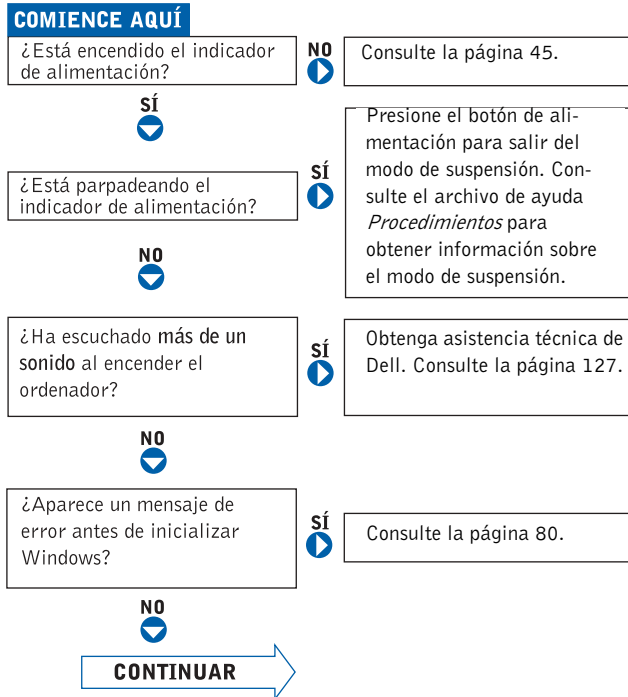 COMIENCE AQUÍ
¿Está encendido el indicador
de alimentación?
NO
Consulte la página 45.
SÍ
¿Está parpadeando el
indicador de alimentación?
SÍ
Presione el botón de ali-
mentación para salir del
modo de suspensión. Con-
sulte el archivo de ayuda
Procedimientos para
obtener información sobre
el modo de suspensión.
NO
¿Ha escuchado más de un
sonido al encender el
ordenador?
SÍ
Obtenga asistencia técnica de
Dell. Consulte la página 127.
NO
¿Aparece un mensaje de
error antes de inicializar
Windows?
SÍ
Consulte la página 80.
NO
CONTINUAR